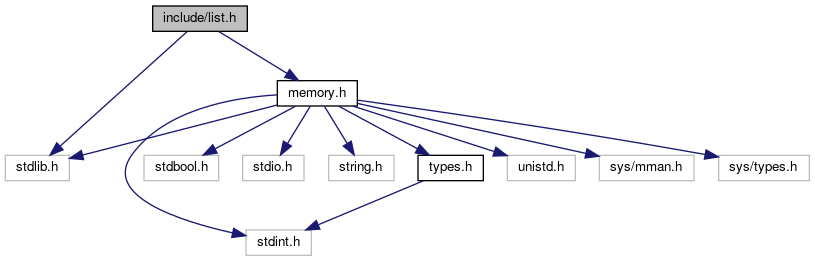 include/list.h
memory.h
stdlib.h
stdbool.h
stdio.h
string.h
types.h
unistd.h
sys/mman.h
sys/types.h
stdint.h